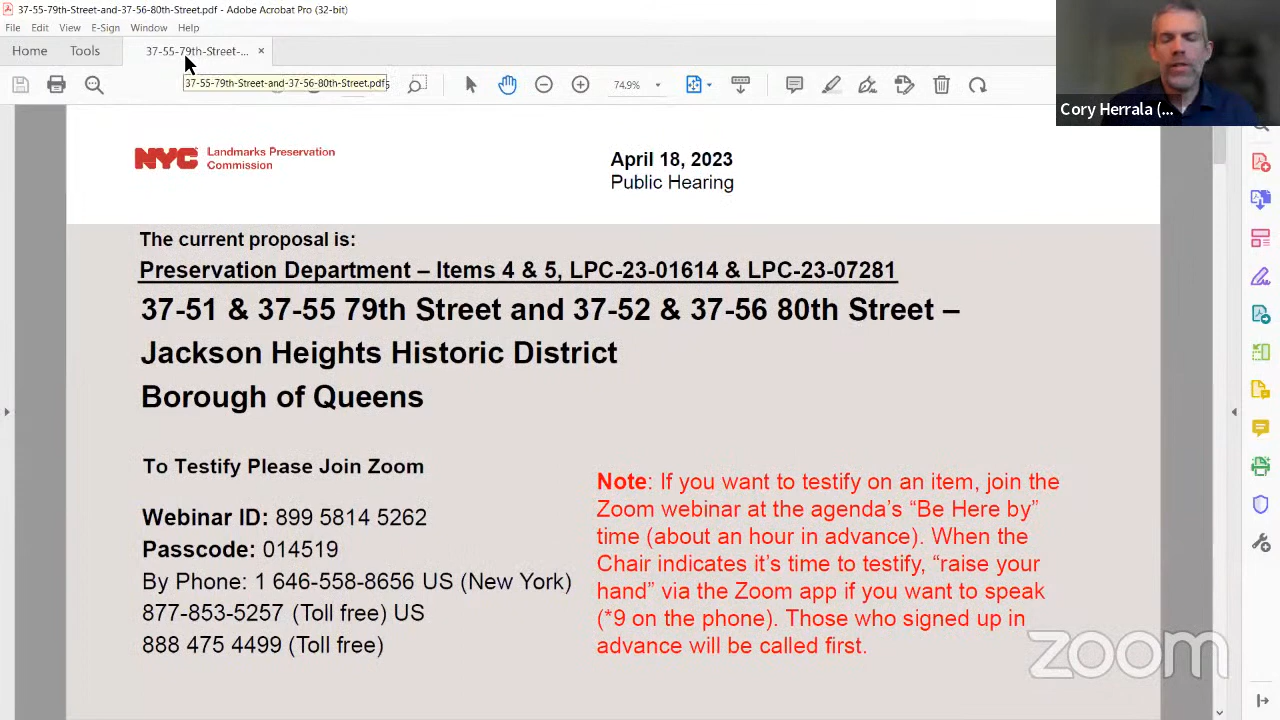 37-55-79th-Street-and-37-56-80th-Street.pdf - Adobe Acrobat Pro (32-bit)
File Edit View E-Sign Window Help
Home Tools 37-55-79th-Street-... ×
37-55-79th-Street-and-37-56-80th-Street.pdf
74.9%
Cory Herrala (...
NYC Landmarks Preservation
Commission
April 18, 2023
Public Hearing
The current proposal is:
Preservation Department – Items 4 & 5, LPC-23-01614 & LPC-23-07281
37-51 & 37-55 79th Street and 37-52 & 37-56 80th Street –
Jackson Heights Historic District
Borough of Queens
To Testify Please Join Zoom
Webinar ID: 899 5814 5262
Passcode: 014519
By Phone: 1 646-558-8656 US (New York)
877-853-5257 (Toll free) US
888 475 4499 (Toll free)
Note: If you want to testify on an item, join the
Zoom webinar at the agenda’s “Be Here by”
time (about an hour in advance). When the
Chair indicates it’s time to testify, “raise your
hand” via the Zoom app if you want to speak
(*9 on the phone). Those who signed up in
advance will be called first.
zoom